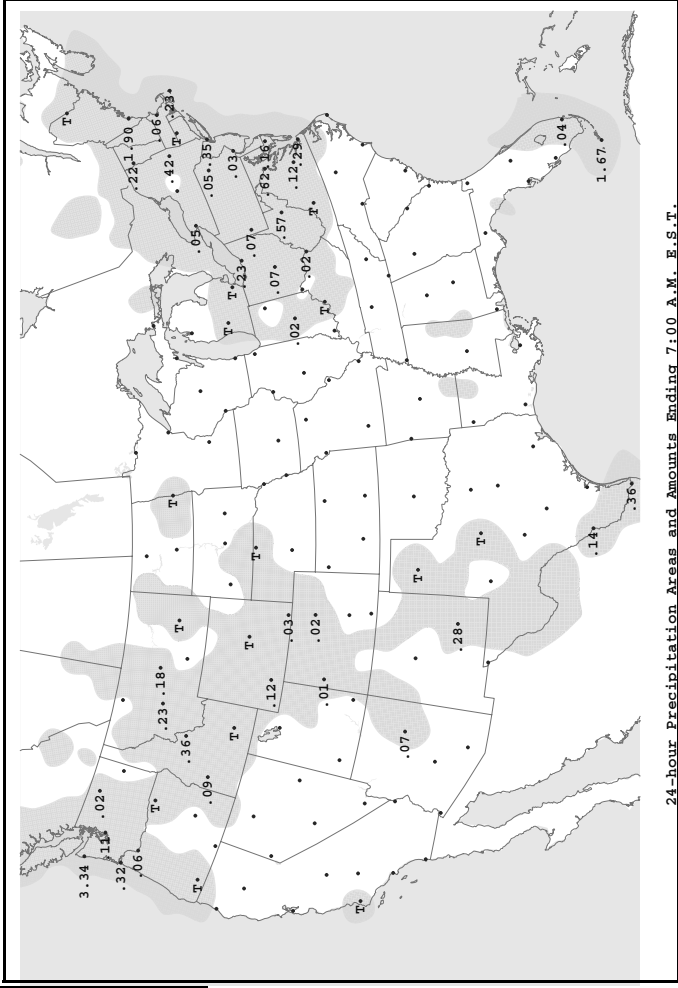 T
3.34
.02
.11
.32
.22
1.90
.06
T
.06
.23
.18
.42
.23
T
T
T
.36
.05
T
.09
.05
.35
T
T
.03
T
.23
T
.07
T
.62
.16
.12
.07
.57
.03
.02
.12
.29
.02
T
.02
.01
T
T
.07
T
.28
T
.04
.14
1.67
.36
24-hour Precipitation Areas and Amounts Ending 7:00 A.M. E.S.T.